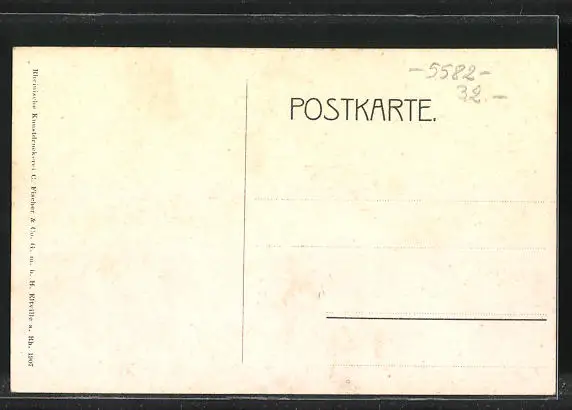 Rheinische Kunstdruckerei C. Fischer & Co. G. m. b. H. Eltville a. Rh. 1907
POSTKARTE.
-5582-
32.-